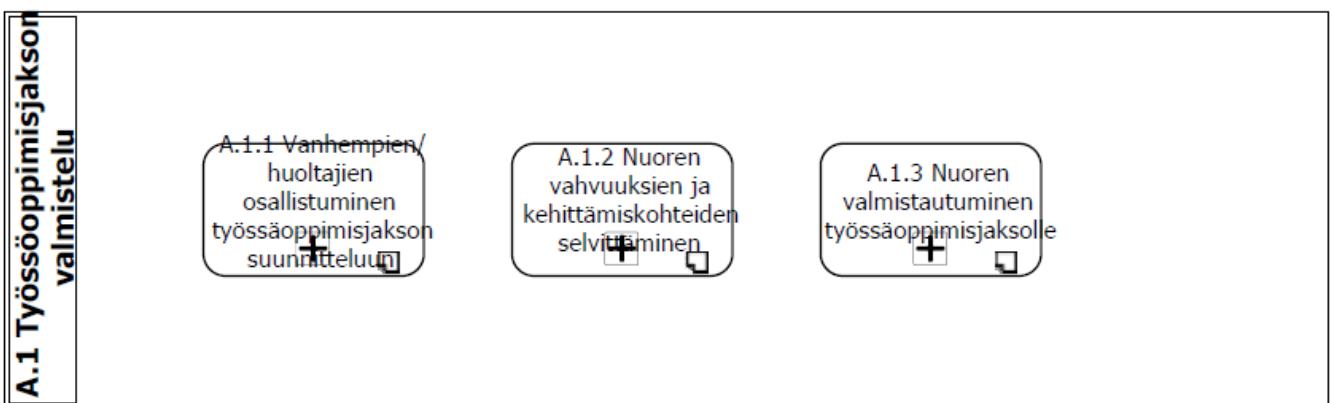 A.1 Työssöoppimisjakson
valmistelu
A.1.1 Vanhempien/
huoltajien
osallistuminen
työssäoppimisjakson
suunnitteluun
A.1.2 Nuoren
vahvuuksien ja
kehittämiskohteiden
selvittäminen
A.1.3 Nuoren
valmistautuminen
työssäoppimisjaksolle